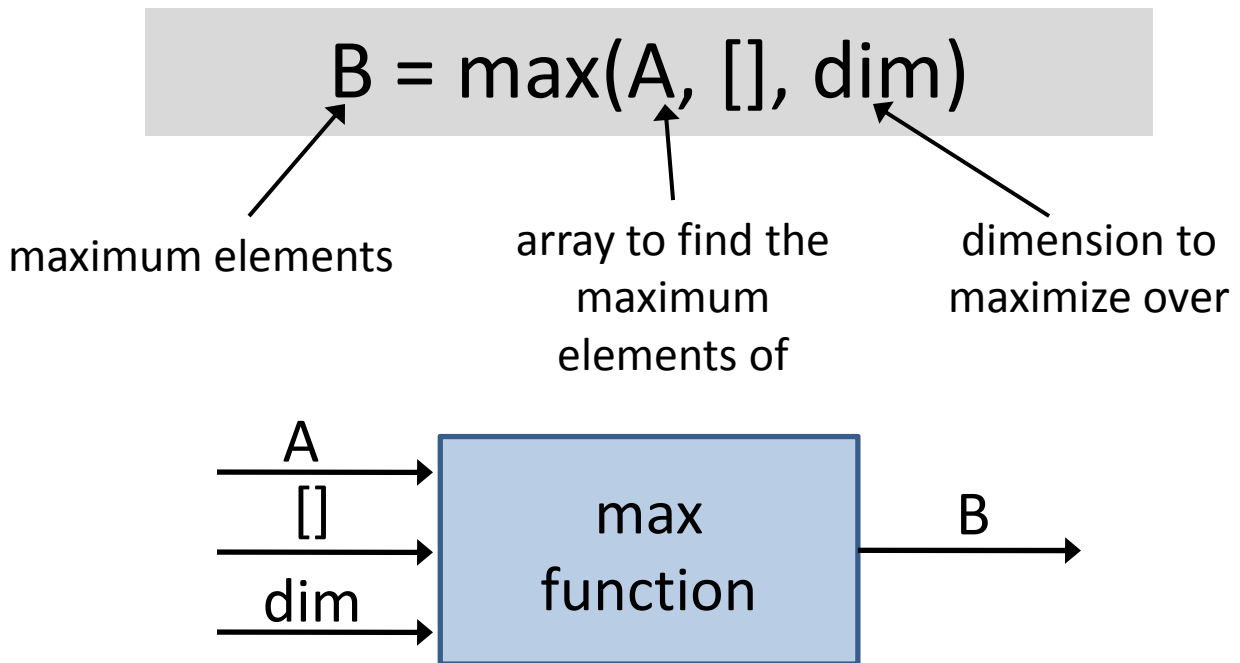 B = max(A, [], dim)
maximum elements
array to find the
maximum
elements of
dimension to
maximize over
A
[]
dim
max
function
B